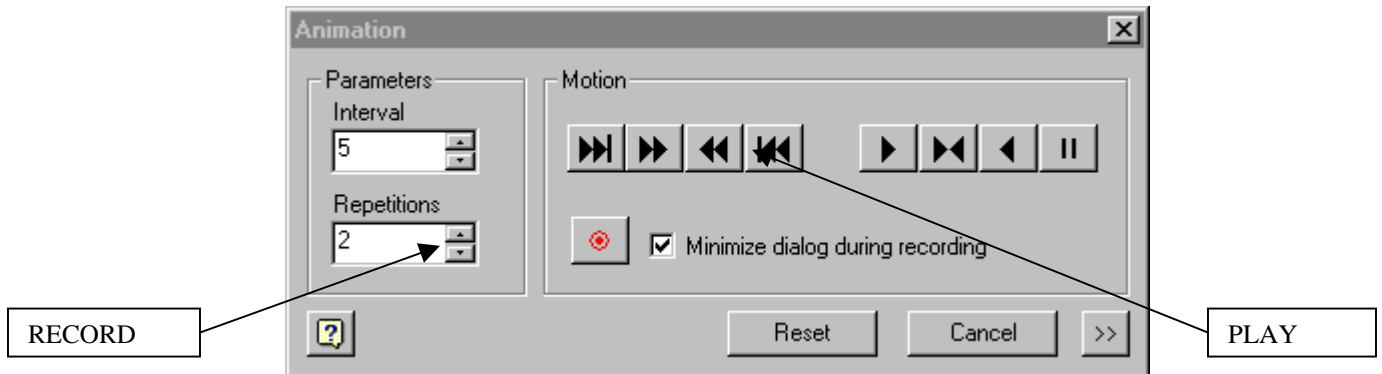 Animation
Parameters
Interval
5
Repetitions
2
Motion
Minimize dialog during recording
RECORD
Reset
Cancel
>>
PLAY